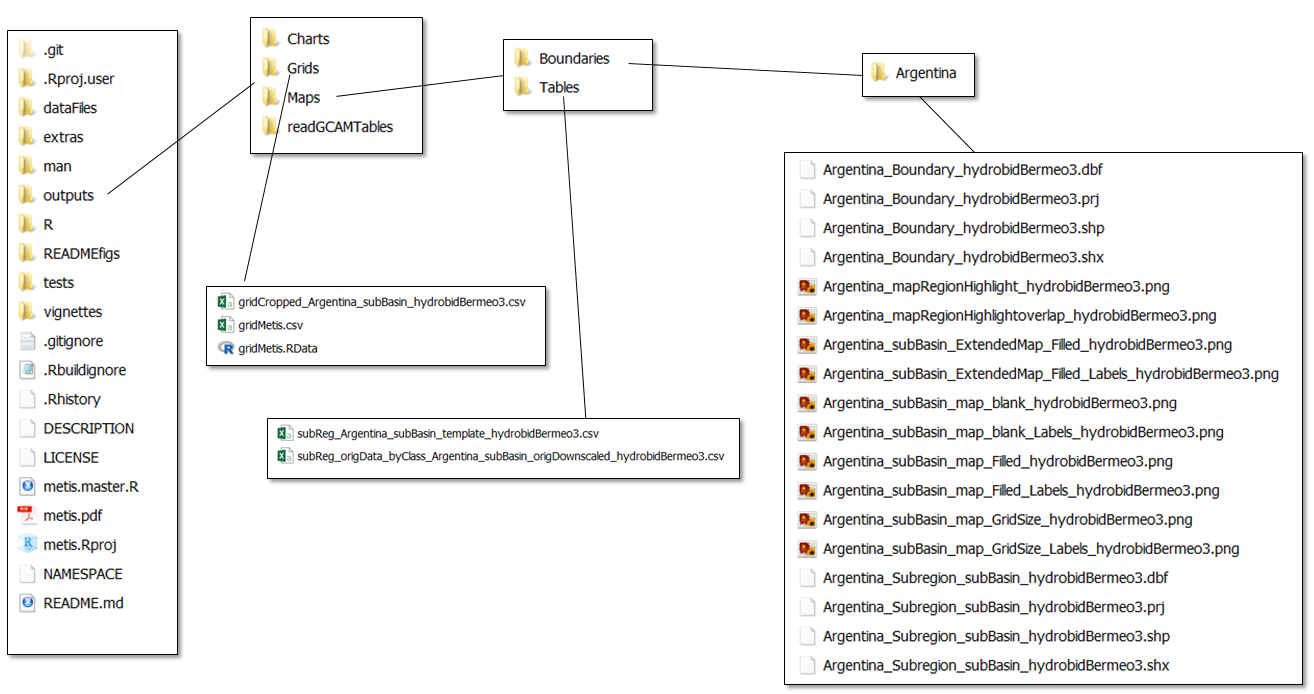 .git
.Rproj.user
dataFiles
extras
man
outputs
R
READMEfigs
tests
vignettes
.gitignore
.Rbuildignore
.Rhistory
DESCRIPTION
LICENSE
metis.master.R
metis.pdf
metis.Rproj
NAMESPACE
README.md
Charts
Grids
Maps
readGCAMTables
gridCropped_Argentina_subBasin_hydrobidBermeo3.csv
gridMetis.csv
gridMetis.RData
Boundaries
Tables
subReg_Argentina_subBasin_template_hydrobidBermeo3.csv
subReg_origData_byClass_Argentina_subBasin_origDownscaled_hydrobidBermeo3.csv
Argentina
Argentina_Boundary_hydrobidBermeo3.dbf
Argentina_Boundary_hydrobidBermeo3.prj
Argentina_Boundary_hydrobidBermeo3.shp
Argentina_Boundary_hydrobidBermeo3.shx
Argentina_mapRegionHighlight_hydrobidBermeo3.png
Argentina_mapRegionHighlightoverlap_hydrobidBermeo3.png
Argentina_subBasin_ExtendedMap_Filled_hydrobidBermeo3.png
Argentina_subBasin_ExtendedMap_Filled_Labels_hydrobidBermeo3.png
Argentina_subBasin_map_blank_hydrobidBermeo3.png
Argentina_subBasin_map_blank_Labels_hydrobidBermeo3.png
Argentina_subBasin_map_Filled_hydrobidBermeo3.png
Argentina_subBasin_map_Filled_Labels_hydrobidBermeo3.png
Argentina_subBasin_map_GridSize_hydrobidBermeo3.png
Argentina_subBasin_map_GridSize_Labels_hydrobidBermeo3.png
Argentina_Subregion_subBasin_hydrobidBermeo3.dbf
Argentina_Subregion_subBasin_hydrobidBermeo3.prj
Argentina_Subregion_subBasin_hydrobidBermeo3.shp
Argentina_Subregion_subBasin_hydrobidBermeo3.shx